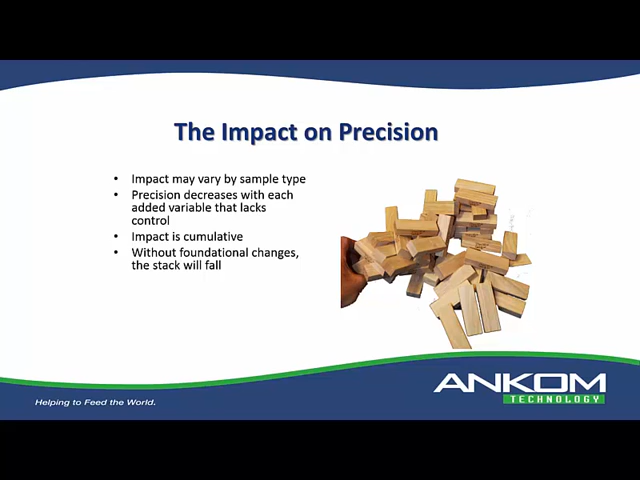 The Impact on Precision
• Impact may vary by sample type
• Precision decreases with each
added variable that lacks
control
• Impact is cumulative
• Without foundational changes,
the stack will fall
ANKOM
TECHNOLOGY
Helping to Feed the World.